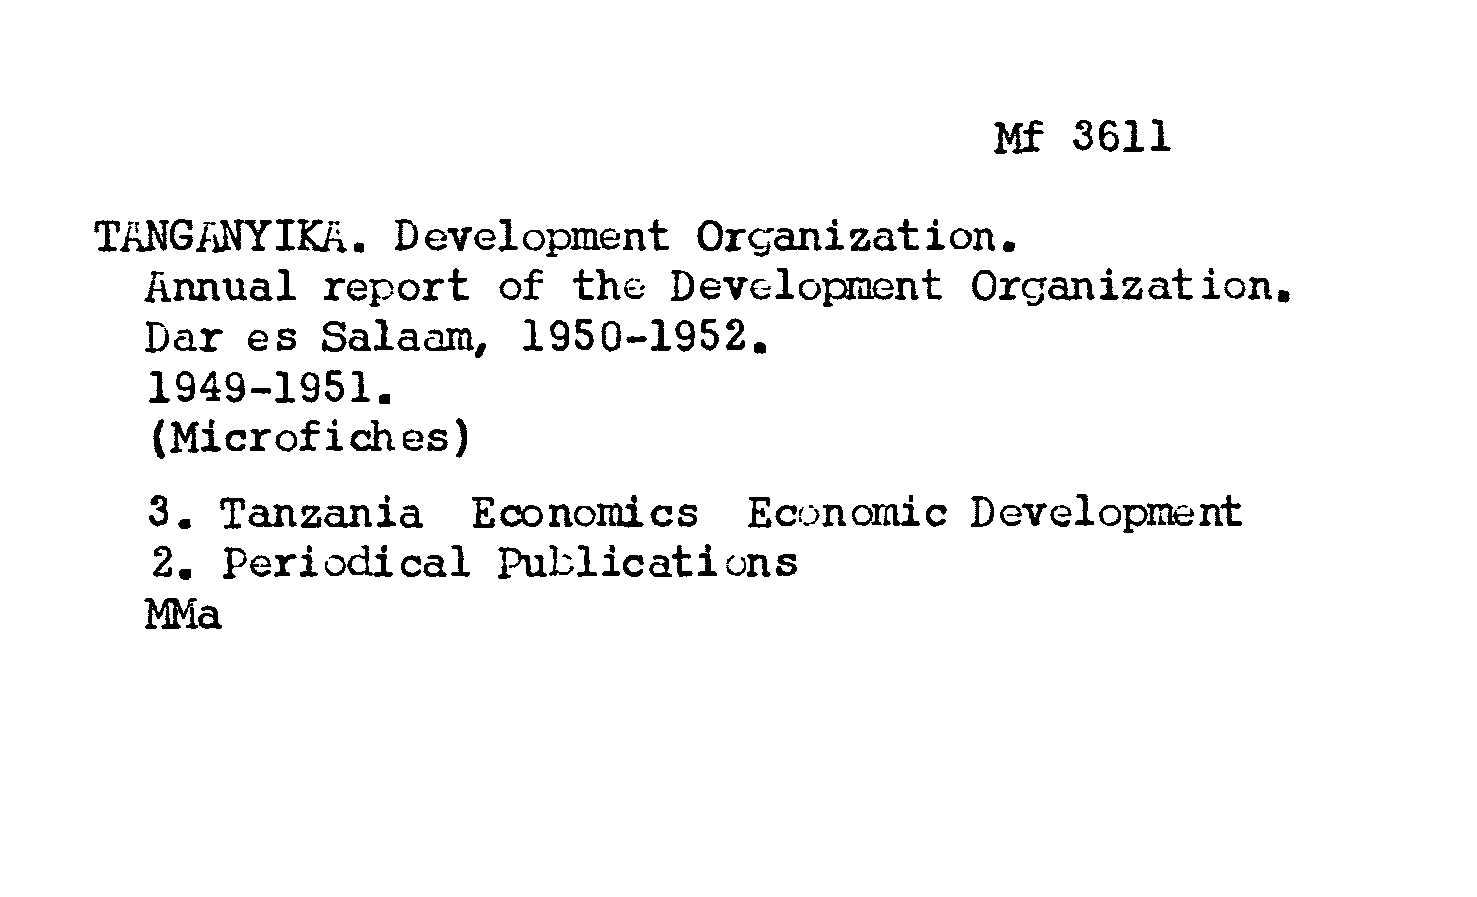 Mf 3611
TANGANYIKA. Development Organization.
Annual report of the Development Organization.
Dar es Salaam, 1950-1952.
1949-1951.
(Microfiches)
3. Tanzania  Economics  Economic Development
2. Periodical Publications
MMa